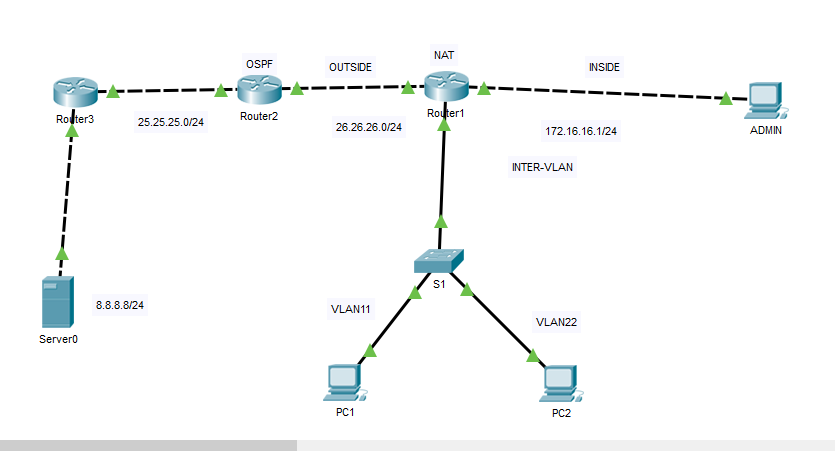 NAT
OSPF
OUTSIDE
INSIDE
Router3
Router2
Router1
ADMIN
25.25.25.0/24
26.26.26.0/24
172.16.16.1/24
INTER-VLAN
S1
8.8.8.8/24
VLAN11
VLAN22
Server0
PC1
PC2